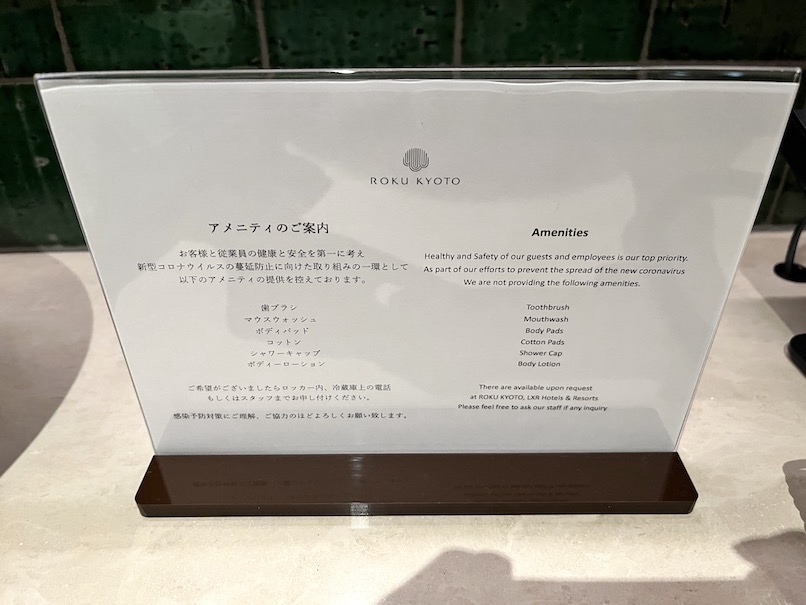 ROKU KYOTO
アメニティのご案内
お客様と従業員の健康と安全を第一に考え
新型コロナウイルスの蔓延防止に向けた取り組みの一環として
以下のアメニティの提供を控えております。
歯ブラシ
マウスウォッシュ
ボディパッド
コットン
シャワーキャップ
ボディーローション
ご希望がございましたらロッカー内、冷蔵庫上の電話
もしくはスタッフまでお申し付けください。
感染予防対策にご理解、ご協力のほどよろしくお願い致します。
Amenities
Healthy and Safety of our guests and employees is our top priority.
As part of our efforts to prevent the spread of the new coronavirus
We are not providing the following amenities.
Toothbrush
Mouthwash
Body Pads
Cotton Pads
Shower Cap
Body Lotion
There are available upon request
at ROKU KYOTO, LXR Hotels & Resorts
Please feel free to ask our staff if any inquiry